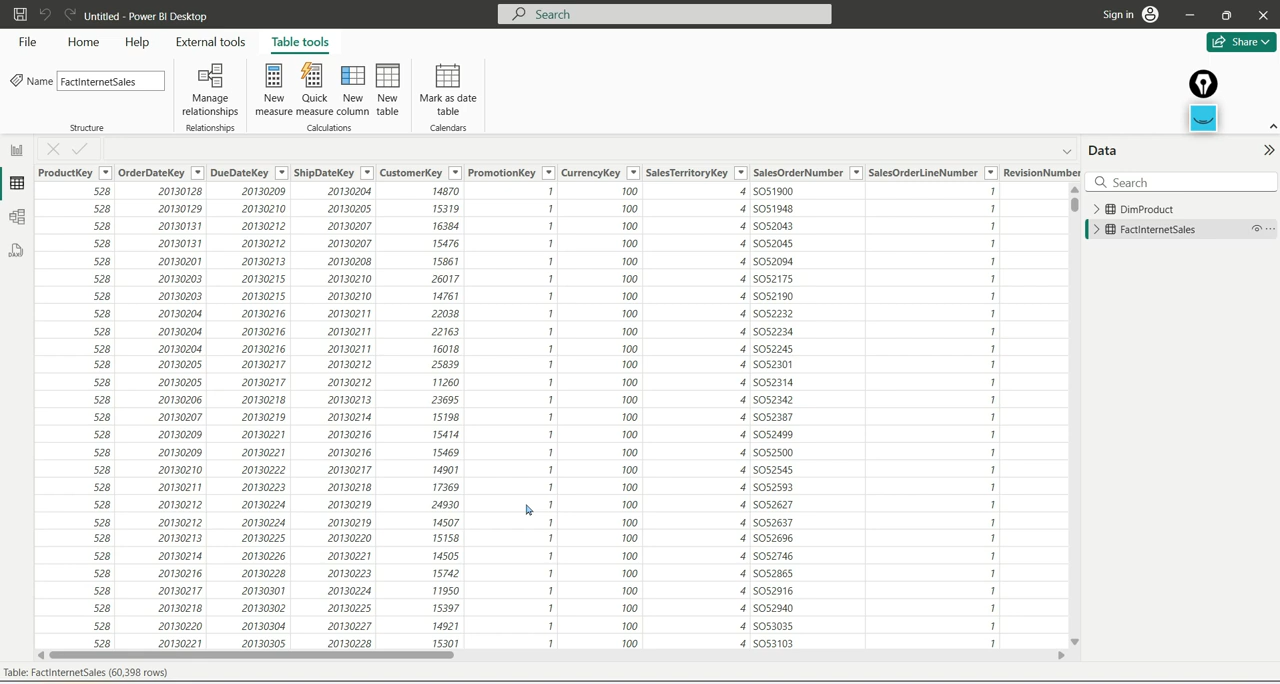 Untitled - Power BI Desktop
Search
Sign in
File Home Help External tools Table tools
Share
Name FactInternetSales
Manage relationships
New measure
Quick measure
New column
New table
Mark as date table
Structure Relationships Calculations Calendars
Data
Search
DimProduct
FactInternetSales
ProductKey OrderDateKey DueDateKey ShipDateKey CustomerKey PromotionKey CurrencyKey SalesTerritoryKey SalesOrderNumber SalesOrderLineNumber RevisionNumber
528 20130128 20130209 20130204 14870 1 100 4 SO51900 1
528 20130129 20130210 20130205 15319 1 100 4 SO51948 1
528 20130131 20130212 20130207 16384 1 100 4 SO52043 1
528 20130131 20130212 20130207 15476 1 100 4 SO52045 1
528 20130201 20130213 20130208 15861 1 100 4 SO52094 1
528 20130203 20130215 20130210 26017 1 100 4 SO52175 1
528 20130203 20130215 20130210 14761 1 100 4 SO52190 1
528 20130204 20130216 20130211 22038 1 100 4 SO52232 1
528 20130204 20130216 20130211 22163 1 100 4 SO52234 1
528 20130204 20130216 20130211 16018 1 100 4 SO52245 1
528 20130205 20130217 20130212 25839 1 100 4 SO52301 1
528 20130205 20130217 20130212 11260 1 100 4 SO52314 1
528 20130206 20130218 20130213 23695 1 100 4 SO52342 1
528 20130207 20130219 20130214 15198 1 100 4 SO52387 1
528 20130209 20130221 20130216 15414 1 100 4 SO52499 1
528 20130209 20130221 20130216 15469 1 100 4 SO52500 1
528 20130210 20130222 20130217 14901 1 100 4 SO52545 1
528 20130211 20130223 20130218 17369 1 100 4 SO52593 1
528 20130212 20130224 20130219 24930 1 100 4 SO52627 1
528 20130212 20130224 20130219 14507 1 100 4 SO52637 1
528 20130213 20130225 20130220 15158 1 100 4 SO52696 1
528 20130214 20130226 20130221 14505 1 100 4 SO52746 1
528 20130216 20130228 20130223 15742 1 100 4 SO52865 1
528 20130217 20130301 20130224 11950 1 100 4 SO52916 1
528 20130218 20130302 20130225 15397 1 100 4 SO52940 1
528 20130220 20130304 20130227 14921 1 100 4 SO53035 1
528 20130221 20130305 20130228 15301 1 100 4 SO53103 1
Table: FactInternetSales (60,398 rows)